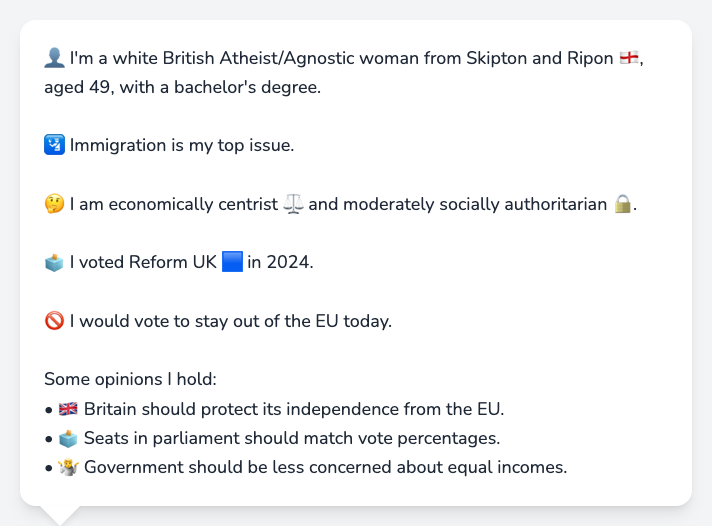 👤 I'm a white British Atheist/Agnostic woman from Skipton and Ripon 🏴󠁧󠁢󠁥󠁮󠁧󠁿,
aged 49, with a bachelor's degree.
🛂 Immigration is my top issue.
🤔 I am economically centrist ⚖️ and moderately socially authoritarian 🔒.
🗳️ I voted Reform UK 🟦 in 2024.
🚫 I would vote to stay out of the EU today.
Some opinions I hold:
• 🇬🇧 Britain should protect its independence from the EU.
• 🗳️ Seats in parliament should match vote percentages.
• 🤷 Government should be less concerned about equal incomes.